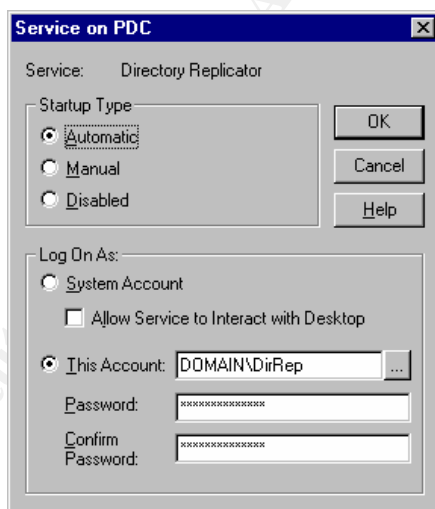 Service on PDC
Service: Directory Replicator
Startup Type
Automatic
Manual
Disabled
OK
Cancel
Help
Log On As:
System Account
Allow Service to Interact with Desktop
This Account: DOMAIN\DirRep ...
Password: **************
Confirm Password: **************